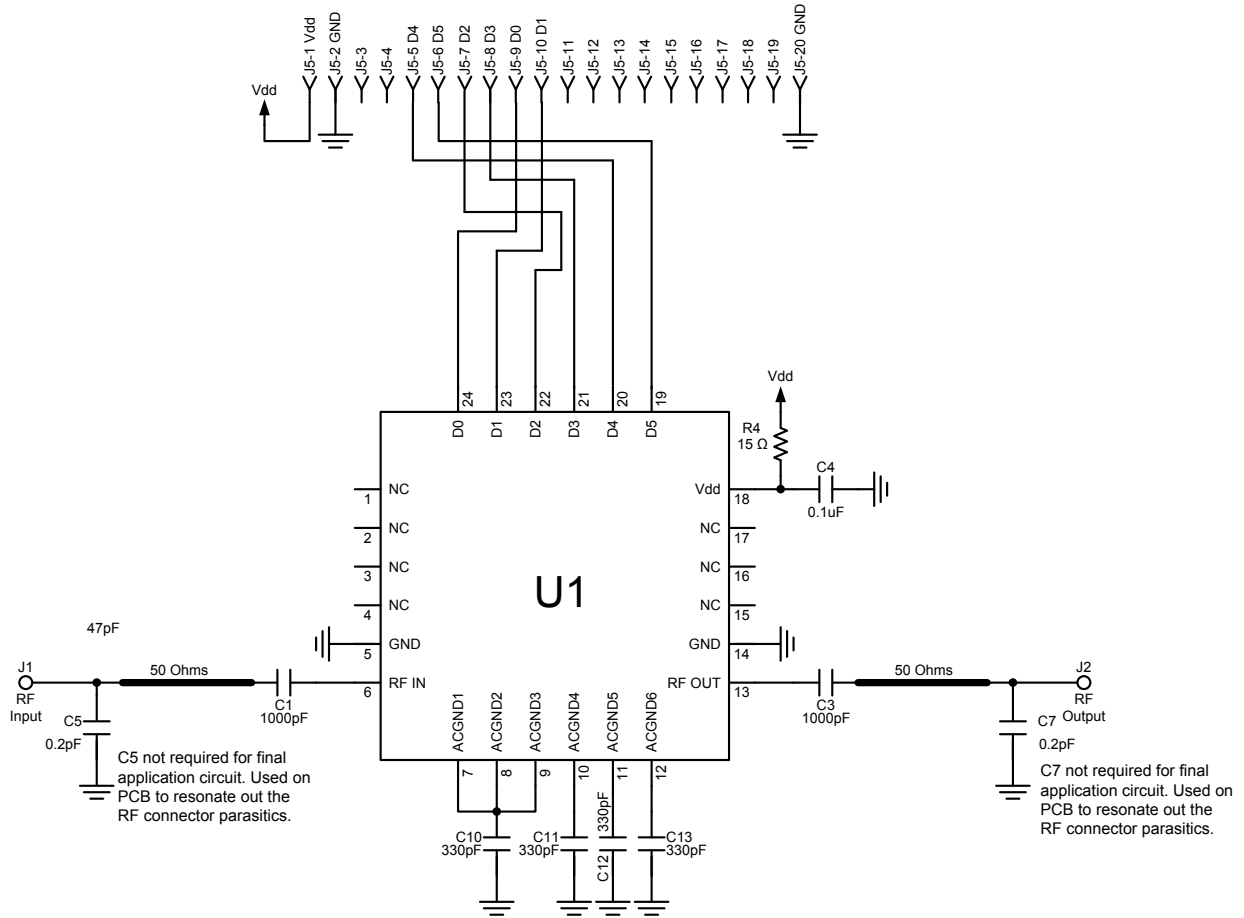 J5-1 Vdd
J5-2 GND
J5-3
J5-4
J5-5 D4
J5-6 D5
J5-7 D2
J5-8 D3
J5-9 D0
J5-10 D1
J5-11
J5-12
J5-13
J5-14
J5-15
J5-16
J5-17
J5-18
J5-19
J5-20 GND
Vdd
24
23
22
21
20
19
D0
D1
D2
D3
D4
D5
Vdd
R4
15 Ω
C4
0.1uF
1
NC
2
NC
3
NC
4
NC
5
GND
6
RF IN
U1
Vdd
18
NC
17
NC
16
NC
15
GND
14
RF OUT
13
47pF
J1
RF
Input
50 Ohms
C1
1000pF
C5
0.2pF
C5 not required for final
application circuit. Used on
PCB to resonate out the
RF connector parasitics.
ACGND1
ACGND2
ACGND3
ACGND4
ACGND5
ACGND6
7
8
9
10
11
12
C10
330pF
C11
330pF
330pF
C12
C13
330pF
C3
1000pF
50 Ohms
J2
RF
Output
C7
0.2pF
C7 not required for final
application circuit. Used on
PCB to resonate out the
RF connector parasitics.